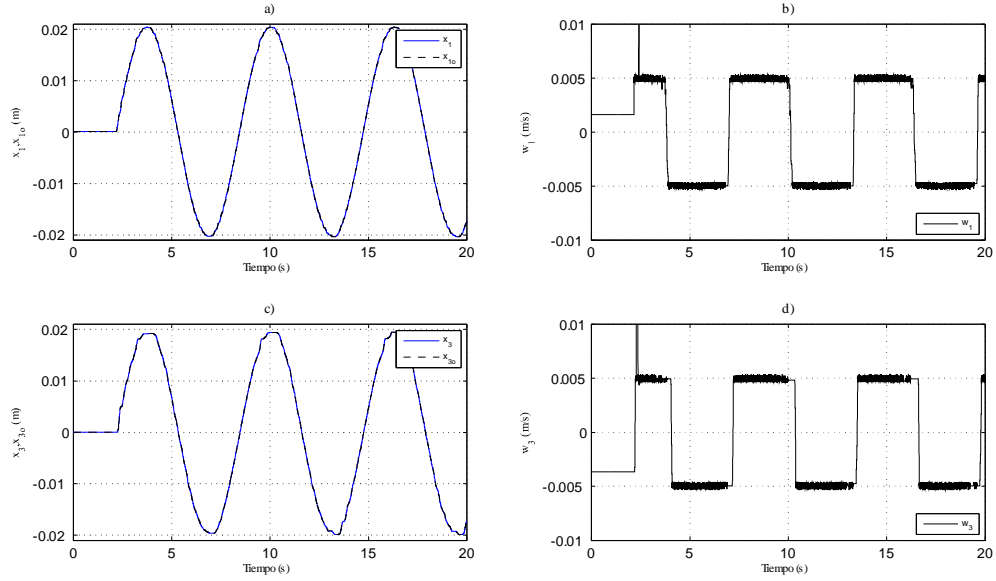 a)
0.02
0.01
0
-0.01
-0.02
x1,x1o (m)
x1
x1o
0 5 10 15 20
Tiempo (s)
b)
0.01
0.005
0
-0.005
-0.01
w1 (m/s)
w1
0 5 10 15 20
Tiempo (s)
c)
0.02
0.01
0
-0.01
-0.02
x3,x3o (m)
x3
x3o
0 5 10 15 20
Tiempo (s)
d)
0.01
0.005
0
-0.005
-0.01
w3 (m/s)
w3
0 5 10 15 20
Tiempo (s)